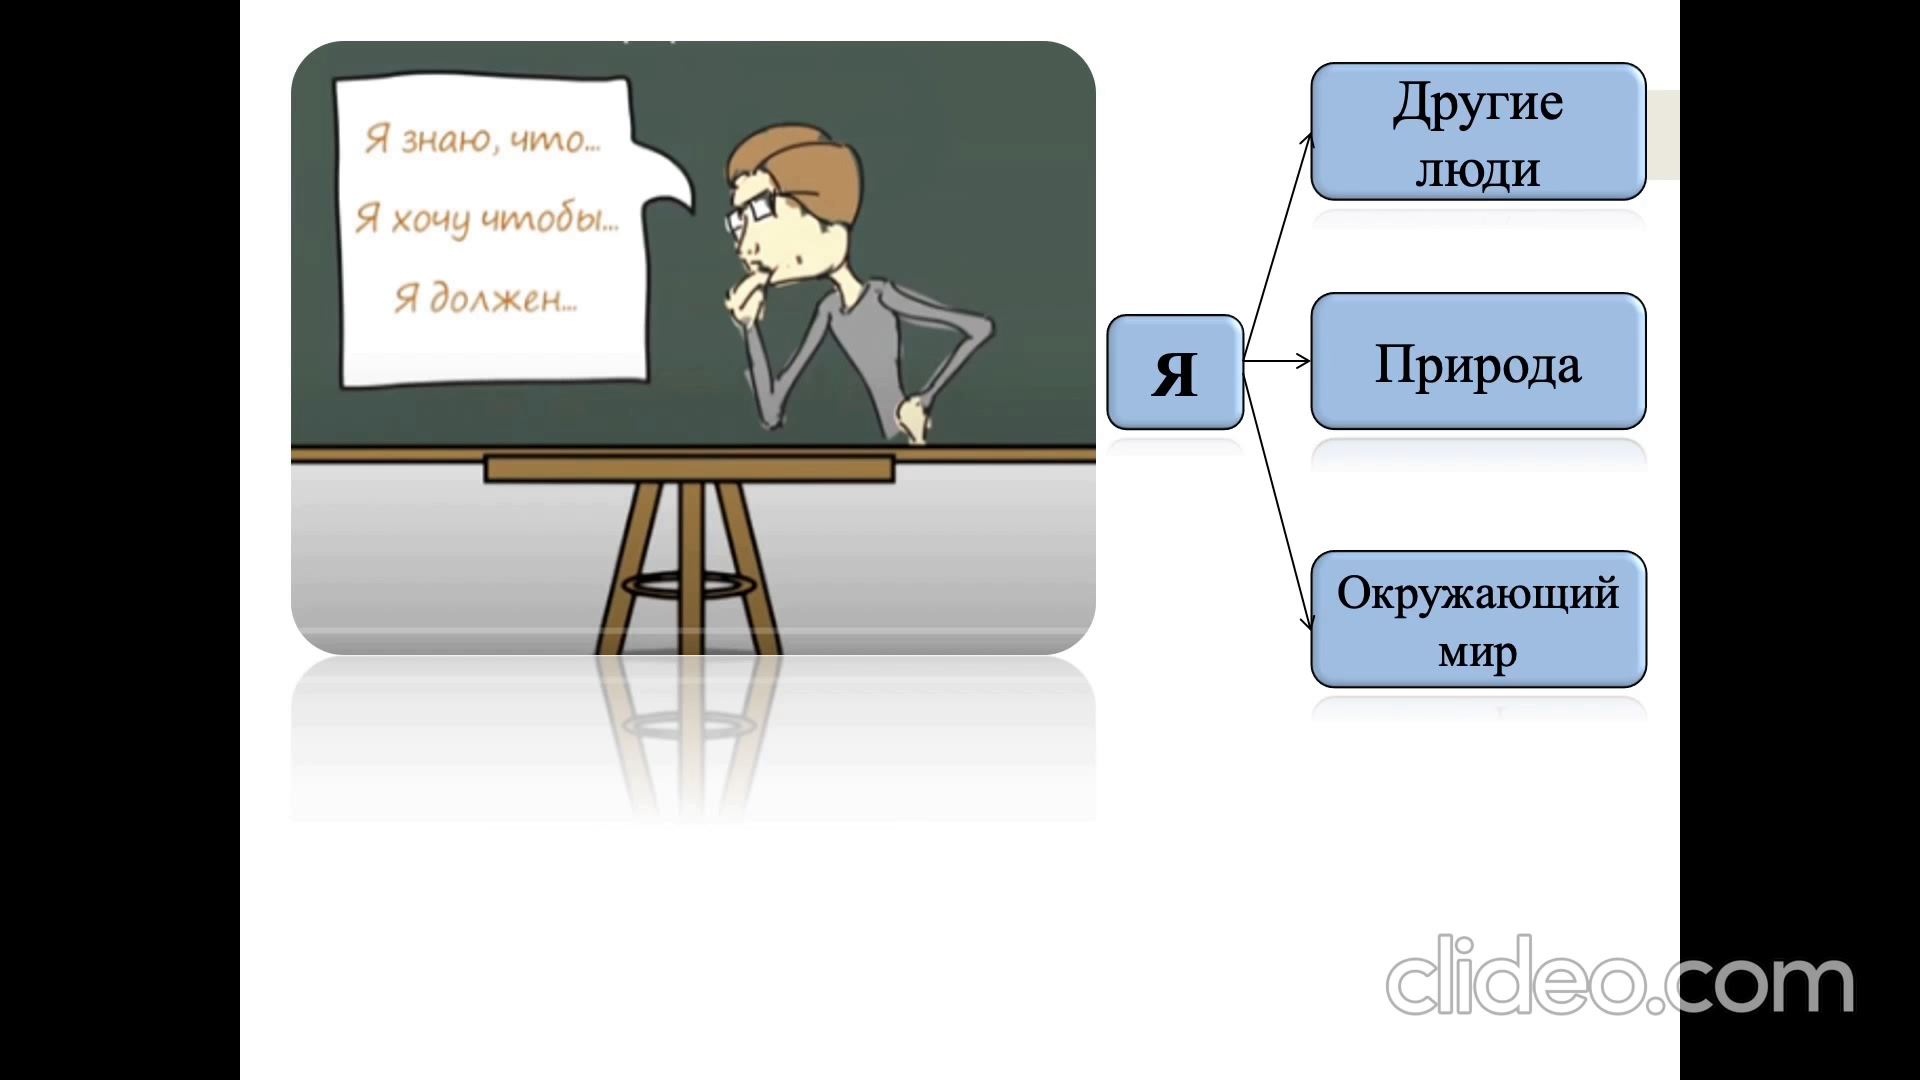 Я знаю, что...
Я хочу чтобы...
Я должен...
Я
Другие
люди
Природа
Окружающий
мир
clideo.com